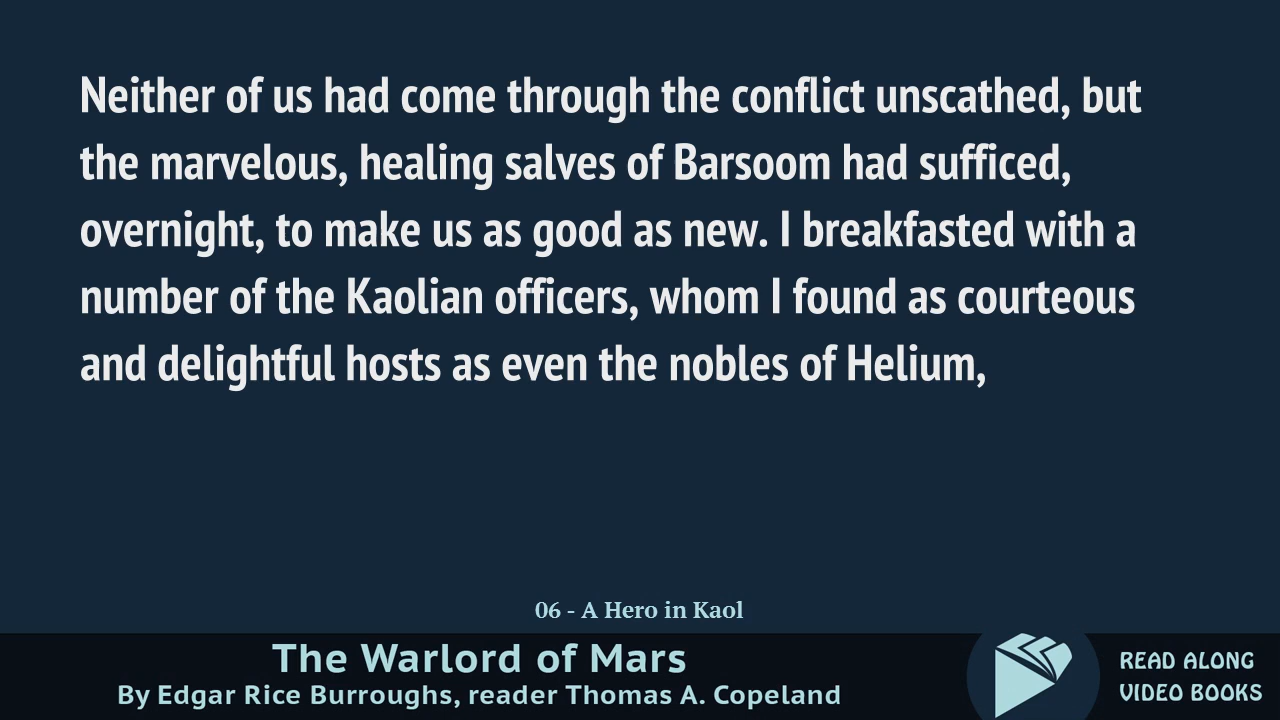 Neither of us had come through the conflict unscathed, but
the marvelous, healing salves of Barsoom had sufficed,
overnight, to make us as good as new. I breakfasted with a
number of the Kaolian officers, whom I found as courteous
and delightful hosts as even the nobles of Helium,
06 - A Hero in Kaol
The Warlord of Mars
By Edgar Rice Burroughs, reader Thomas A. Copeland
READ ALONG
VIDEO BOOKS